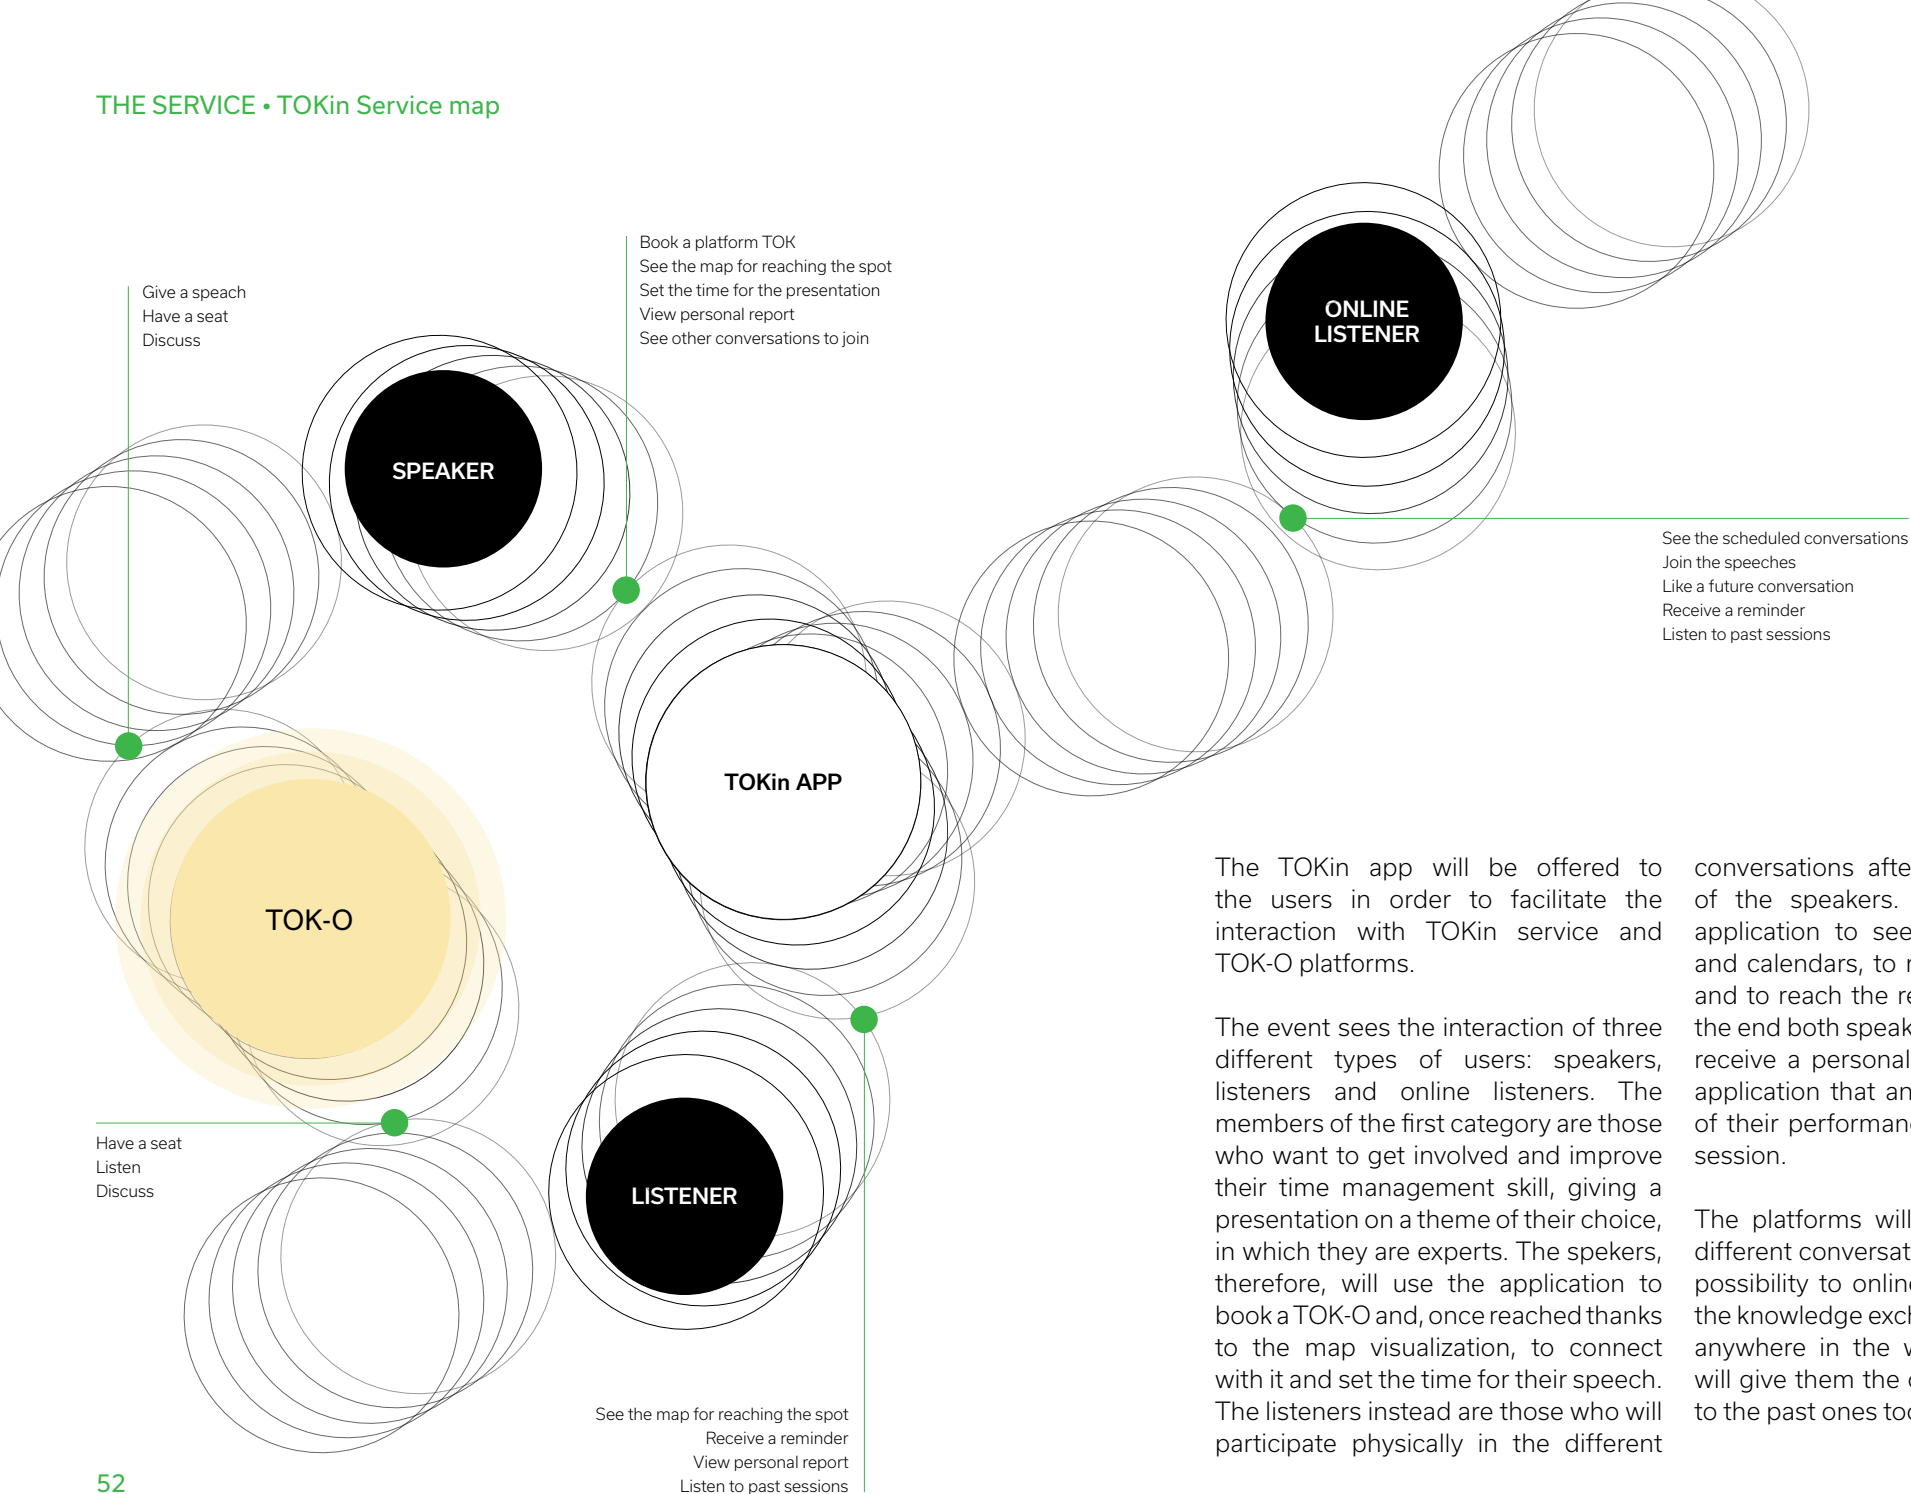 THE SERVICE • TOKin Service map
Give a speach
Have a seat
Discuss
Book a platform TOK
See the map for reaching the spot
Set the time for the presentation
View personal report
See other conversations to join
SPEAKER
ONLINE
LISTENER
See the scheduled conversations
Join the speeches
Like a future conversation
Receive a reminder
Listen to past sessions
TOKin APP
TOK-O
LISTENER
Have a seat
Listen
Discuss
See the map for reaching the spot
Receive a reminder
View personal report
Listen to past sessions
The TOKin app will be offered to
the users in order to facilitate the
interaction with TOKin service and
TOK-O platforms.
The event sees the interaction of three
different types of users: speakers,
listeners and online listeners. The
members of the first category are those
who want to get involved and improve
their time management skill, giving a
presentation on a theme of their choice,
in which they are experts. The spekers,
therefore, will use the application to
book a TOK-O and, once reached thanks
to the map visualization, to connect
with it and set the time for their speech.
The listeners instead are those who will
participate physically in the different
conversations
of the speakers.
application to see
and calendars, to
and to reach the
the end both
receive a personal
application that
of their
session.
The platforms will
different
possibility to
the knowledge
anywhere in the
will give them the
to the past ones
52